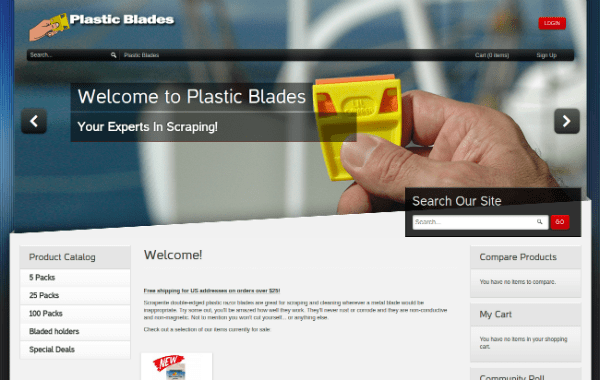 Plastic Blades
LOGIN
Search...
Plastic Blades
Cart (0 items)
Sign Up
Welcome to Plastic Blades
Your Experts In Scraping!
Search Our Site
Search...
GO
Product Catalog
5 Packs
25 Packs
100 Packs
Bladed holders
Special Deals
Welcome!
Free shipping for US addresses on orders over $25!
Scraperite double-edged plastic razor blades are great for scraping and cleaning wherever a metal blade would be
inappropriate. Try some out, you'll be amazed how well they work. They'll never rust or corrode and they are non-conductive
and non-magnetic. Not to mention you won't cut yourself... or anything else.
Check out a selection of our items currently for sale:
NEW
Compare Products
You have no items to compare.
My Cart
You have no items in your shopping
cart.
Community Poll